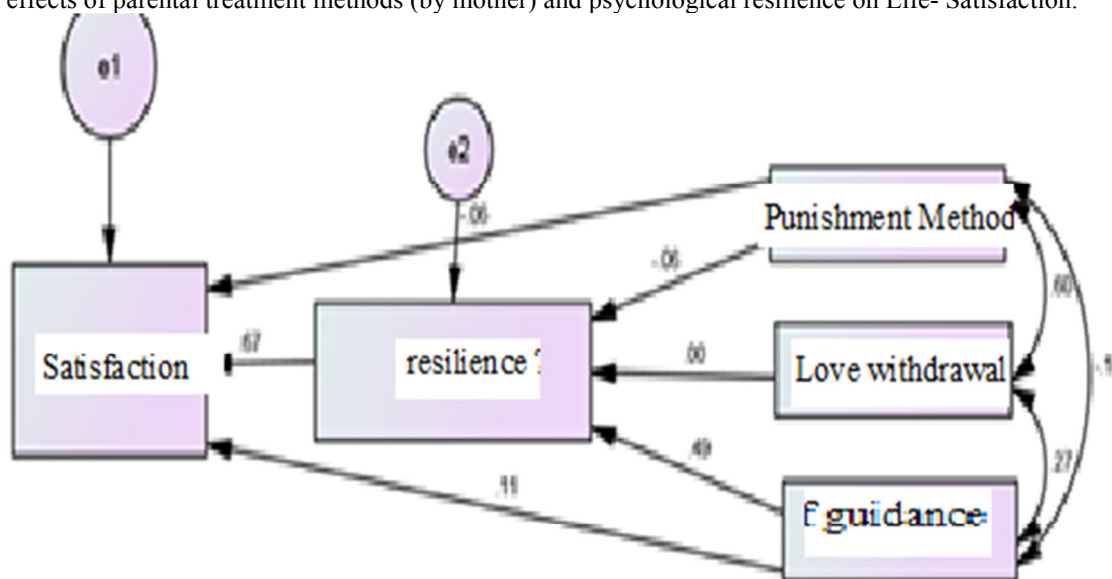 effects of parental treatment methods (by mother) and psychological resilience on Life- Satisfaction.
e1
e2
-.06
Punishment Method
-.06
.60
Satisfaction
.67
resilience ?
.00
Love withdrawal
.49
.27
.11
f guidance